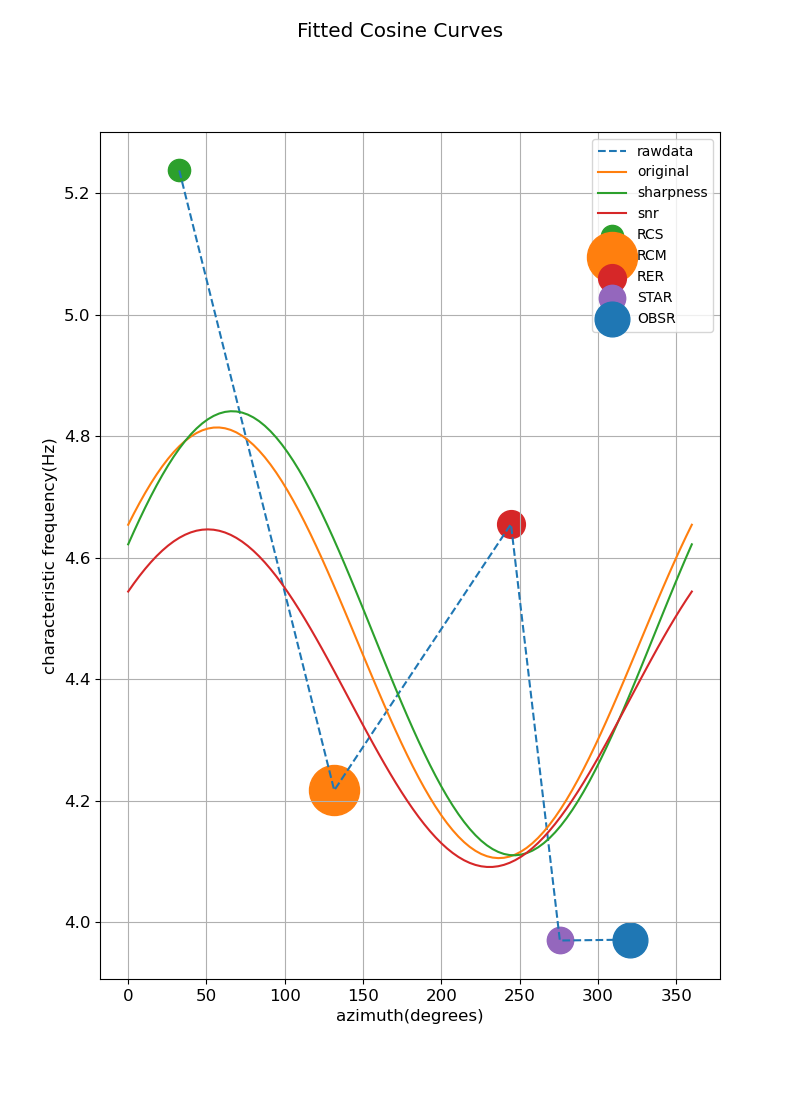 Fitted Cosine Curves
rawdata
original
sharpness
snr
RCS
RCM
RER
STAR
OBSR
5.2
5.0
4.8
4.6
4.4
4.2
4.0
characteristic frequency(Hz)
0 50 100 150 200 250 300 350
azimuth(degrees)